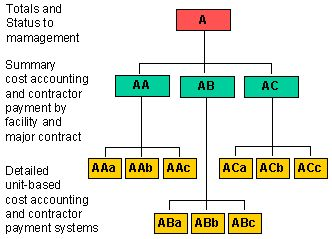 Totals and
Status to
mamagement
A
Summary
cost accounting
and contractor
payment by
facility and
major contract
AA
AB
AC
Detailed
unit-based
cost accounting
and contractor
payment systems
AAa
AAb
AAc
ACa
ACb
ACc
ABa
ABb
ABc